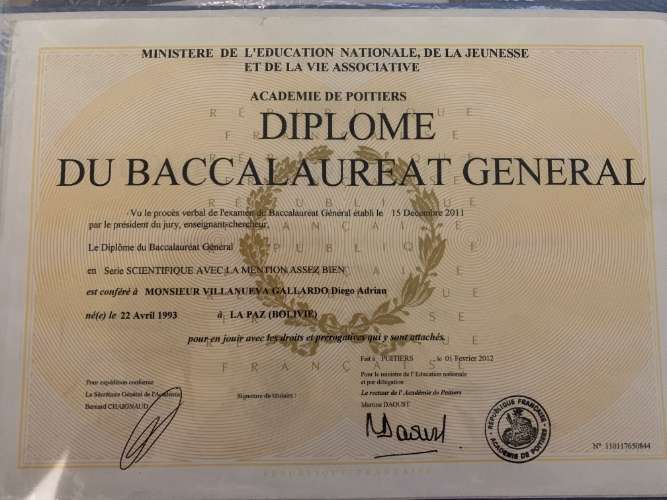 MINISTERE DE L'EDUCATION NATIONALE, DE LA JEUNESSE
ET DE LA VIE ASSOCIATIVE
ACADEMIE DE POITIERS
DIPLOME
DU BACCALAUREAT GENERAL
Vu le procès verbal de l'examen du Baccalauréat Général établi le 15 Décembre 2011
par le président du jury, enseignant-chercheur,
Le Diplôme du Baccalauréat Général
en Serie SCIENTIFIQUE AVEC LA MENTION ASSEZ BIEN
est conféré à MONSIEUR VILLANUEVA GALLARDO Diego Adrian
né(e) le 22 Avril 1993 à LA PAZ (BOLIVIE)
pour en jouir avec les droits et prérogatives qui y sont attachés.
Fait à POITIERS , le 01 Février 2012
Pour expédition conforme
Le Secrétaire Général de l'Académie
Bernard CHAIGNAUD
Signature du titulaire :
Pour le ministre de l'Education nationale
et par délégation
Le recteur de l'Académie de Poitiers
Martine DAOUST
REPUBLIQUE FRANÇAISE
ACADEMIE DE POITIERS
N° 110117650844
RÉPUBLIQUE FRANÇAISE